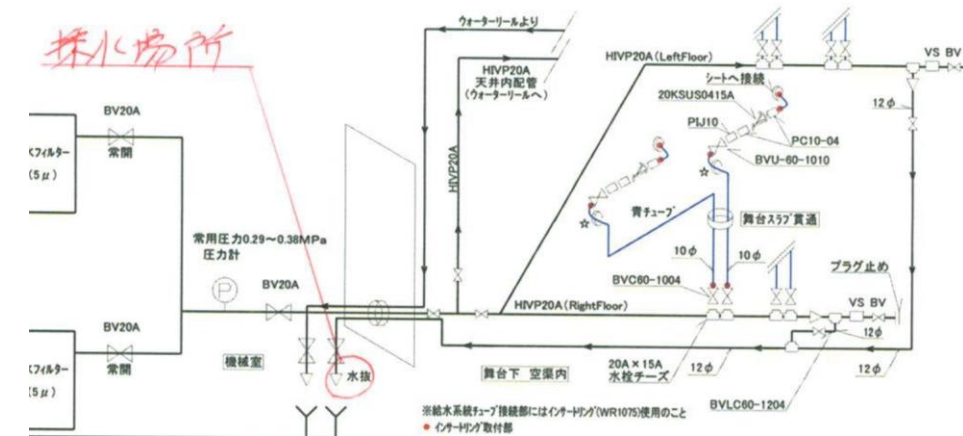 採水場所
ウォーターリールより
HIVP20A
天井内配管
(ウォーターリールへ)
HIVP20A
HIVP20A(LeftFloor)
VS BV
12φ
シートへ接続
20KSUS0415A
PIJ10
PC10-04
BVU-60-1010
☆
☆
青チューブ
舞台スラブ貫通
10φ
10φ
BVC60-1004
プラグ止め
BV20A
常開
スフィルター
(5μ)
常用圧力0.29~0.38MPa
圧力計
P
BV20A
HIVP20A(RightFloor)
VS BV
12φ
BV20A
常開
スフィルター
(5μ)
機械室
水抜
舞台下 空渠内
20A×15A
水栓チーズ
12φ
12φ
BVLC60-1204
※給水系統チューブ接続部にはインサートリング(WR1075)使用のこと
● インサートリング取付部